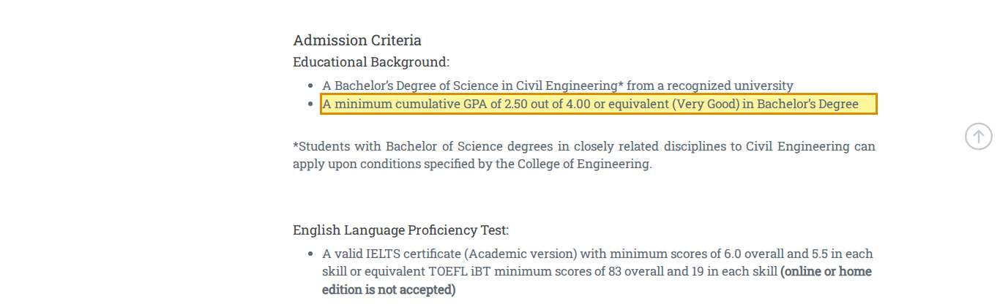 Admission Criteria
Educational Background:
A Bachelor's Degree of Science in Civil Engineering* from a recognized university
A minimum cumulative GPA of 2.50 out of 4.00 or equivalent (Very Good) in Bachelor's Degree
*Students with Bachelor of Science degrees in closely related disciplines to Civil Engineering can
apply upon conditions specified by the College of Engineering.
English Language Proficiency Test:
A valid IELTS certificate (Academic version) with minimum scores of 6.0 overall and 5.5 in each
skill or equivalent TOEFL iBT minimum scores of 83 overall and 19 in each skill (online or home
edition is not accepted)